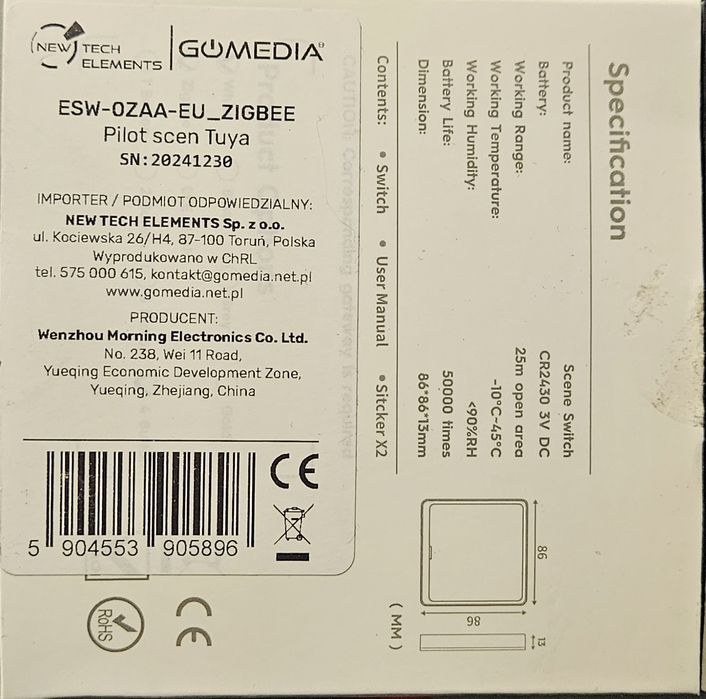 NEW TECH ELEMENTS | GOMEDIA®
ESW-0ZAA-EU_ZIGBEE
Pilot scen Tuya
SN:20241230
IMPORTER / PODMIOT ODPOWIEDZIALNY:
NEW TECH ELEMENTS Sp. z o.o.
ul. Kociewska 26/H4, 87-100 Toruń, Polska
Wyprodukowano w ChRL
tel. 575 000 615, kontakt@gomedia.net.pl
www.gomedia.net.pl
PRODUCENT:
Wenzhou Morning Electronics Co. Ltd.
No. 238, Wei 11 Road,
Yueqing Economic Development Zone,
Yueqing, Zhejiang, China
CE
5 904553 905896
Specification
Product name: Scene Switch
Battery: CR2430 3V DC
Working Range: 25m open area
Working Temperature: -10°C-45°C
Working Humidity: <90%RH
Battery Life: 50000 times
Dimension: 86*86*13mm
Contents: • Switch • User Manual • Sitcker X2
CAUTION: Corresponding gateway is required
86
86
13
( MM )
CE
RoHS